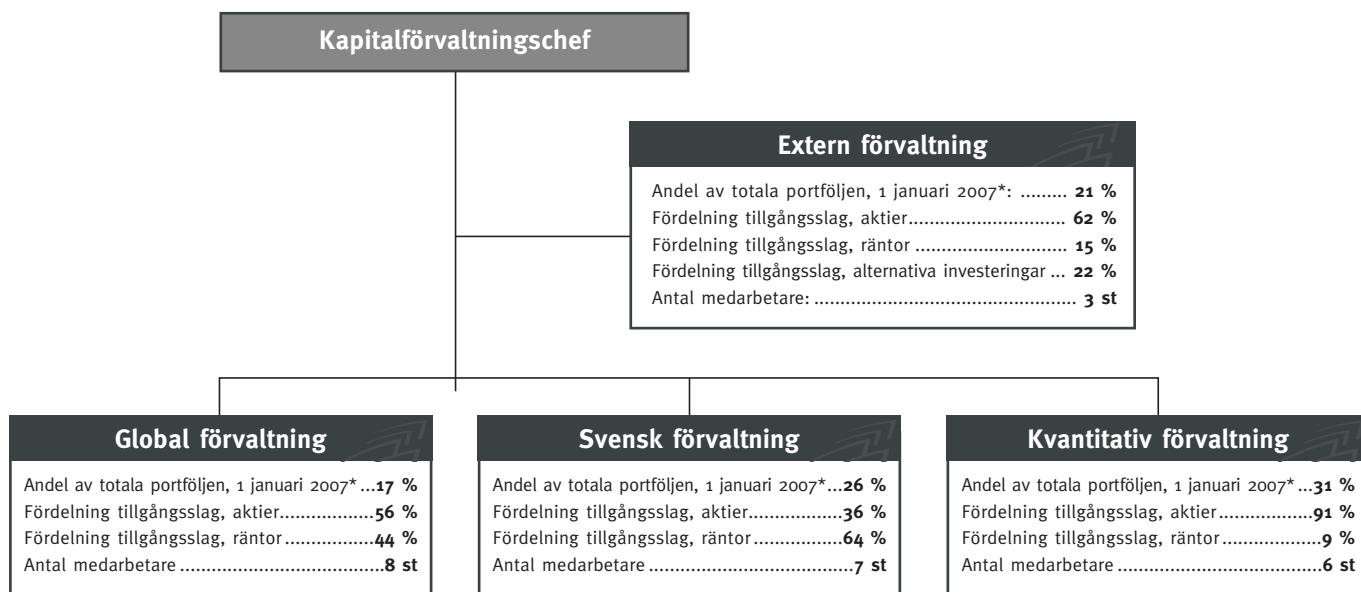 Kapitalförvaltningschef
Extern förvaltning
Andel av totala portföljen, 1 januari 2007*: ......... 21 %
Fördelning tillgångsslag, aktier.............................. 62 %
Fördelning tillgångsslag, räntor ............................. 15 %
Fördelning tillgångsslag, alternativa investeringar ... 22 %
Antal medarbetare: .................................................. 3 st
Global förvaltning
Andel av totala portföljen, 1 januari 2007*...17 %
Fördelning tillgångsslag, aktier..................56 %
Fördelning tillgångsslag, räntor.................44 %
Antal medarbetare.......................................8 st
Svensk förvaltning
Andel av totala portföljen, 1 januari 2007*...26 %
Fördelning tillgångsslag, aktier..................36 %
Fördelning tillgångsslag, räntor.................64 %
Antal medarbetare.......................................7 st
Kvantitativ förvaltning
Andel av totala portföljen, 1 januari 2007*...31 %
Fördelning tillgångsslag, aktier..................91 %
Fördelning tillgångsslag, räntor...................9 %
Antal medarbetare.......................................6 st